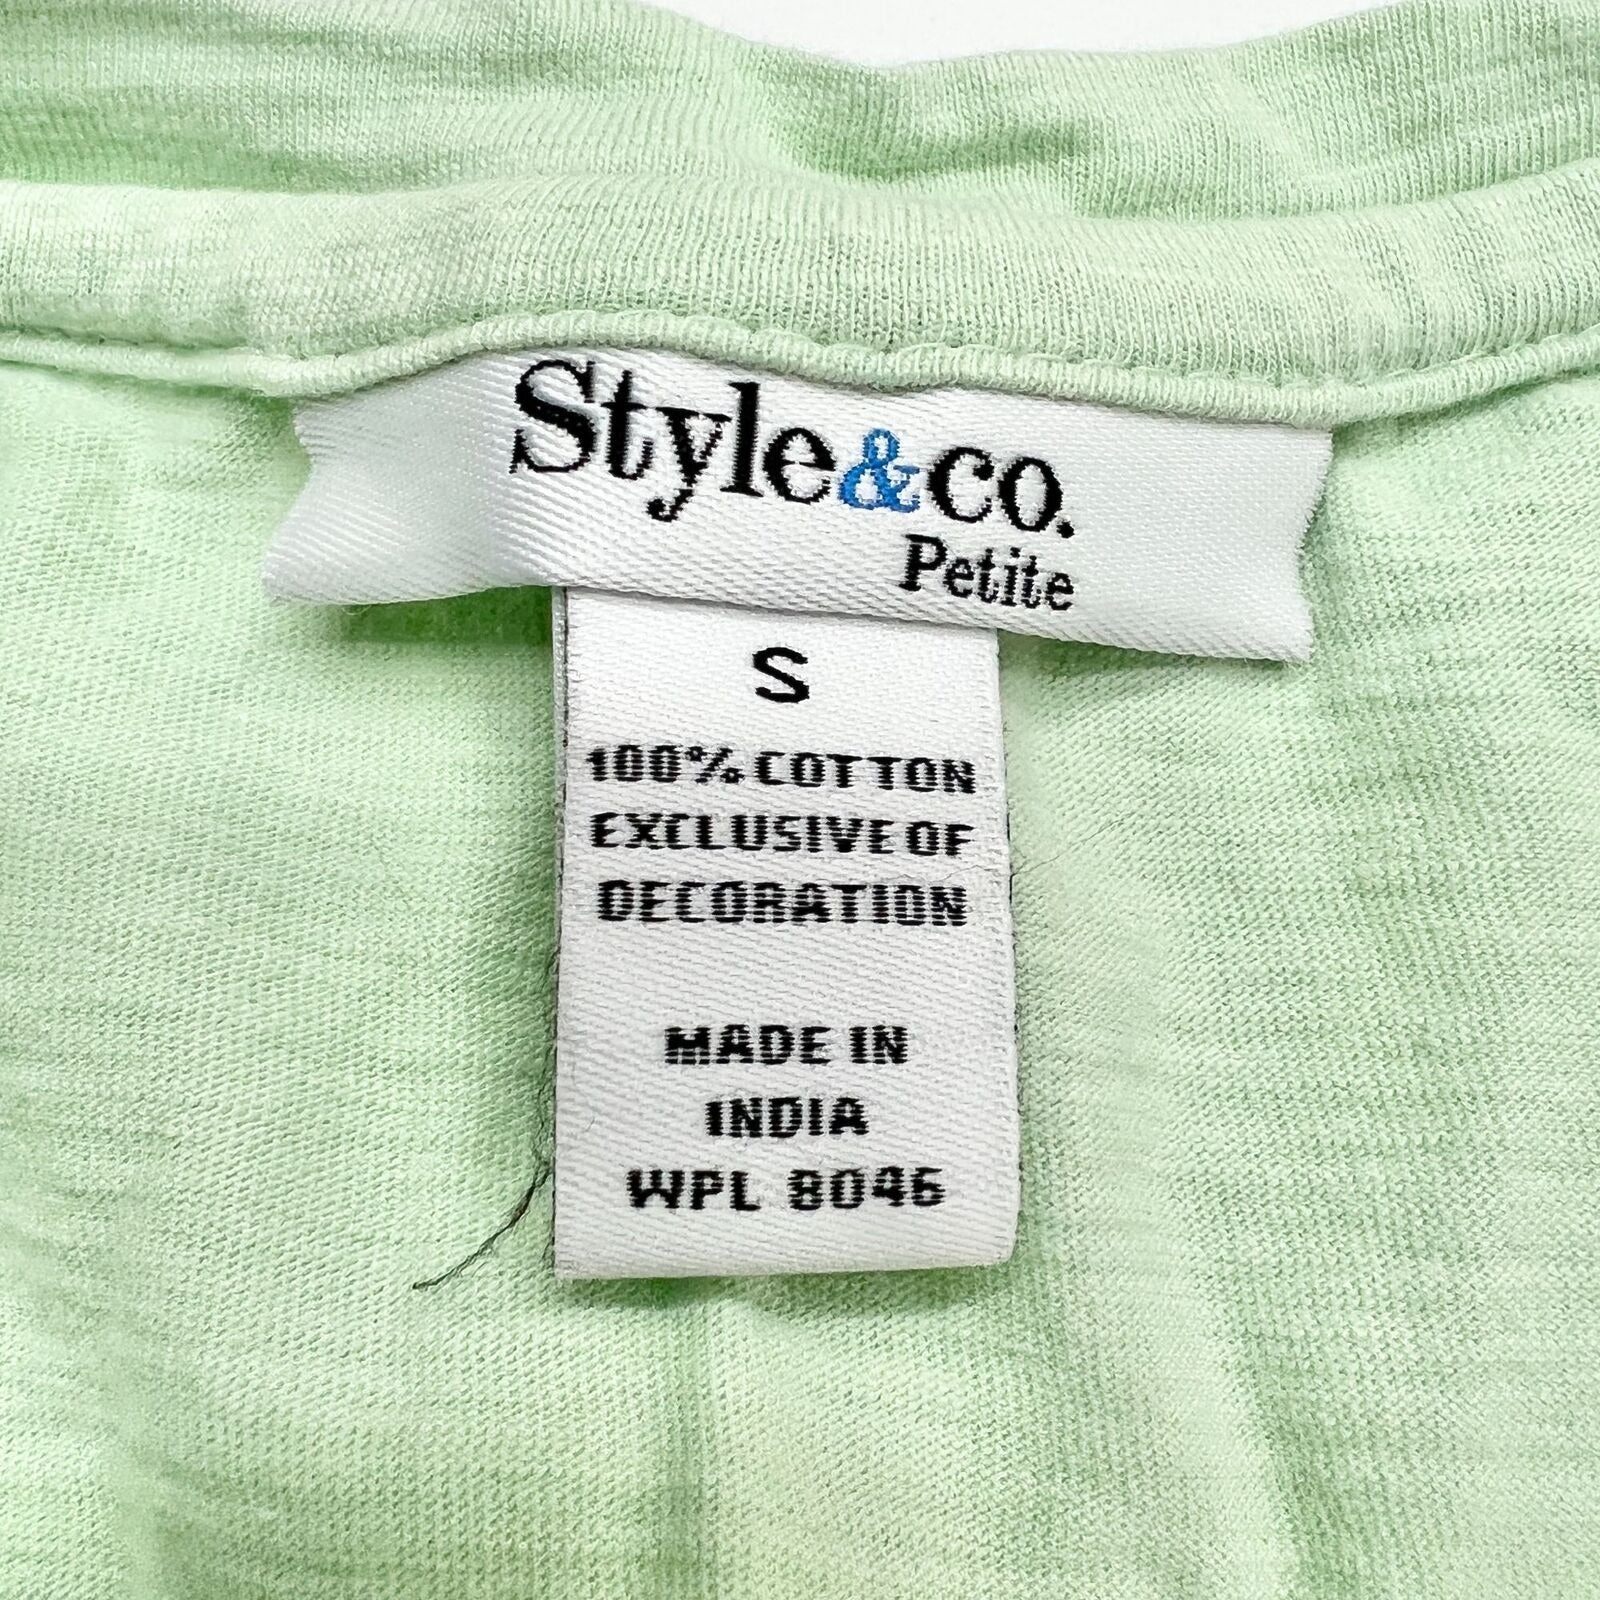 Style&co.
Petite
S
100% COTTON
EXCLUSIVE OF
DECORATION
MADE IN
INDIA
WPL 8046